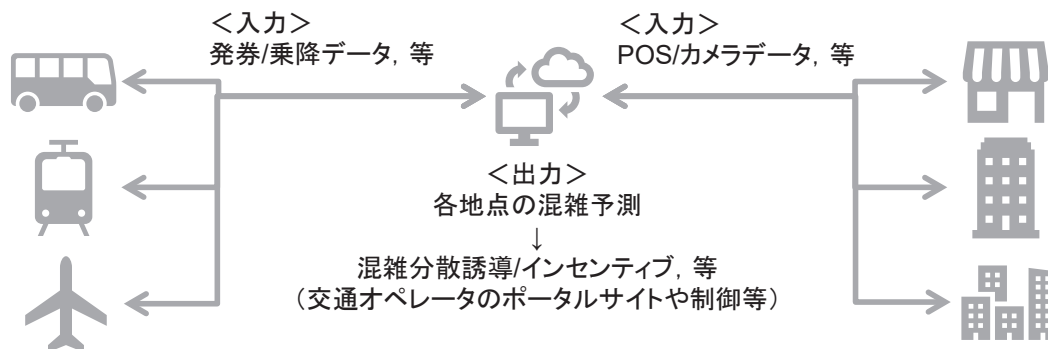 ＜入力＞
発券/乗降データ, 等
＜入力＞
POS/カメラデータ, 等
＜出力＞
各地点の混雑予測
↓
混雑分散誘導/インセンティブ, 等
（交通オペレータのポータルサイトや制御等）